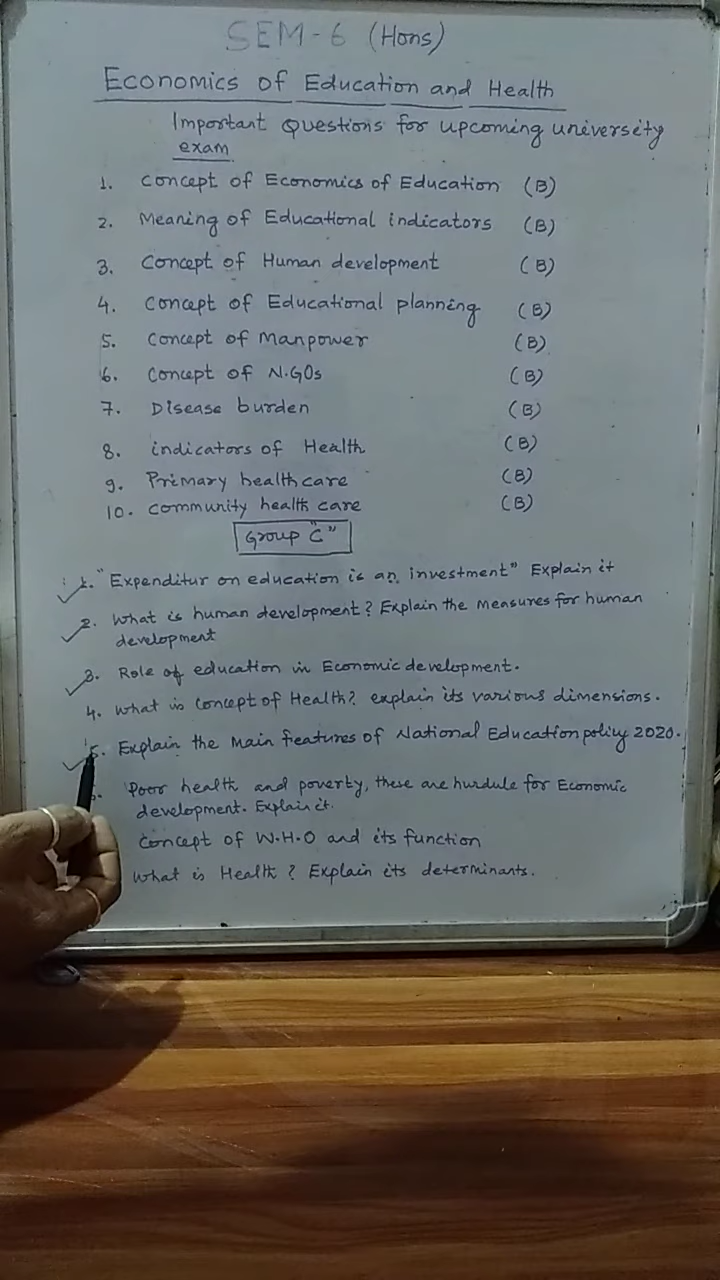 SEM-6 (Hons)
Economics of Education and Health
Important Questions for upcoming university
exam
1. Concept of Economics of Education (B)
2. Meaning of Educational indicators (B)
3. Concept of Human development (B)
4. Concept of Educational planning (B)
5. Concept of Manpower (B)
6. Concept of N.GOs (B)
7. Disease burden (B)
8. indicators of Health (B)
9. Primary healthcare (B)
10. Community health care (B)
Group "C"
1. "Expenditur on education is an investment" Explain it
2. What is human development? Explain the Measures for human
development
3. Role of education in Economic development.
4. What is Concept of Health? explain its various dimensions.
5. Explain the Main features of National Education policy 2020.
Poor health and poverty, these are hurdule for Economic
development. Explain it.
Concept of W.H.O and its function
What is Health? Explain its determinants.